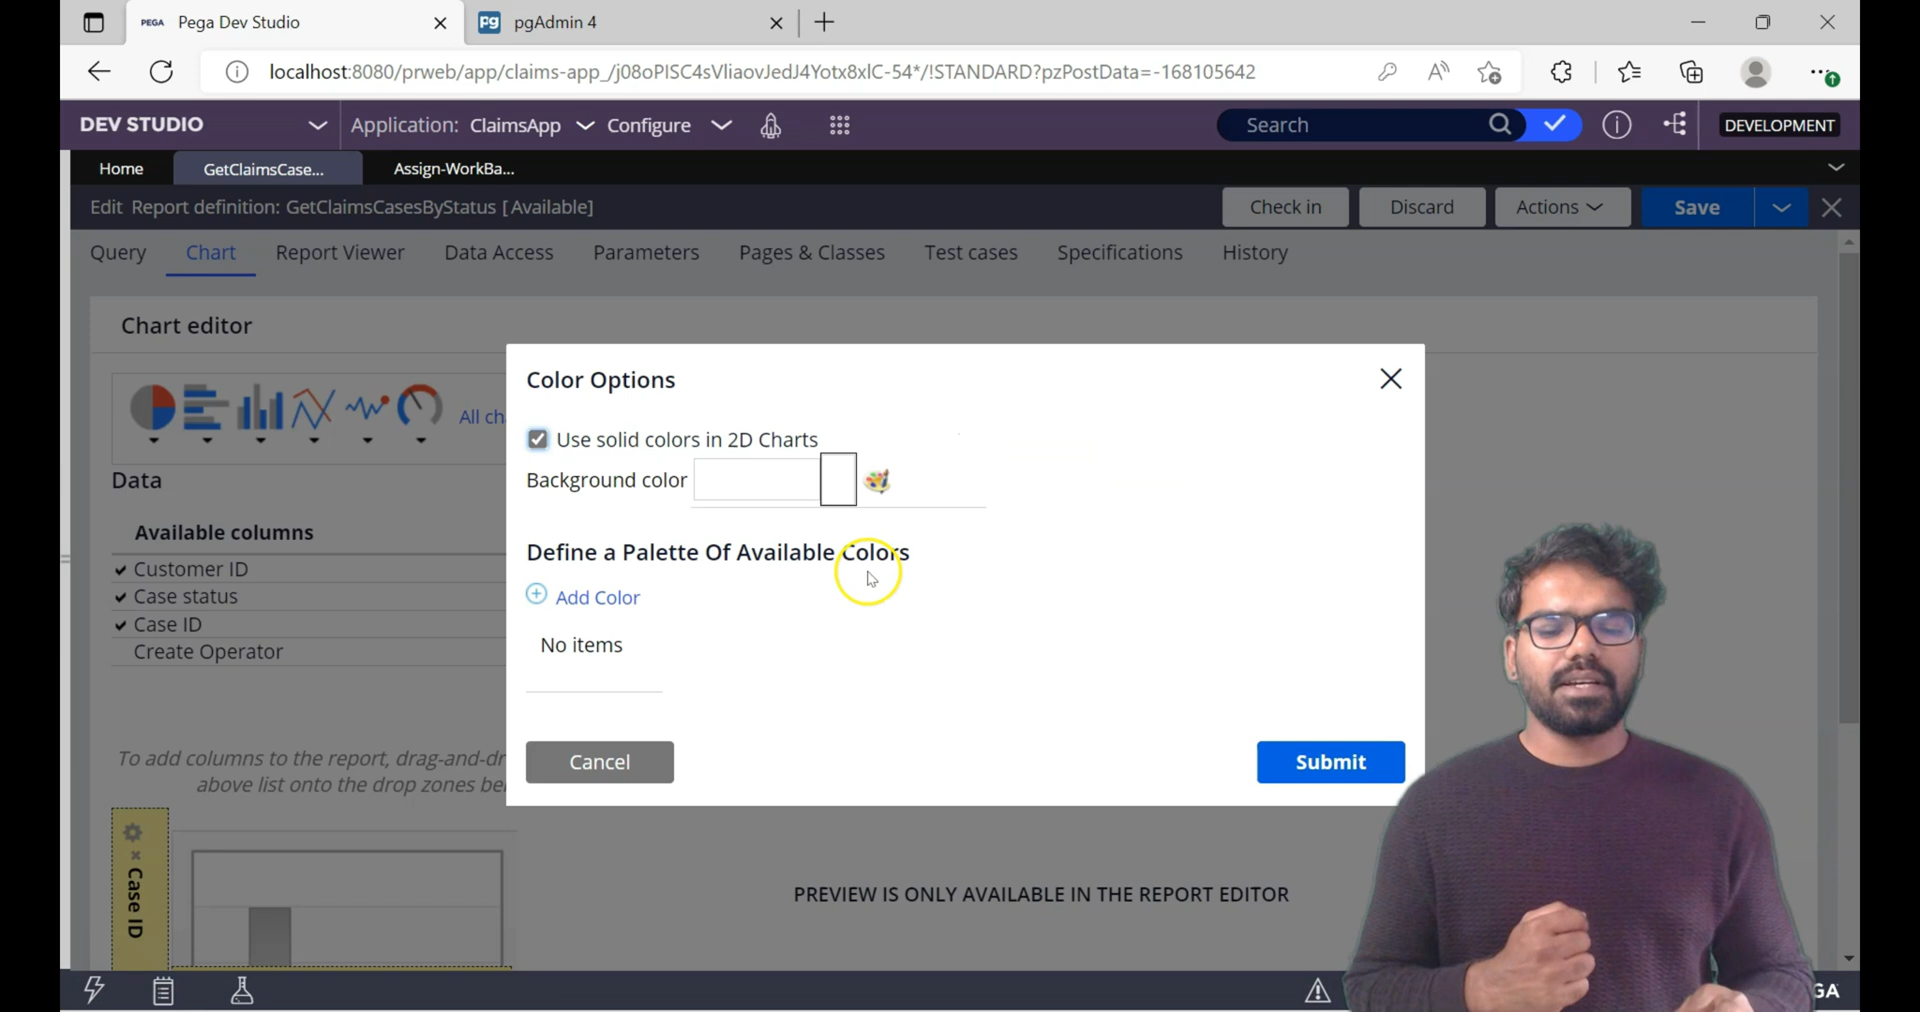 PEGA Pega Dev Studio
Pg pgAdmin 4
localhost:8080/prweb/app/claims-app_/j08oPISC4sVliaovJedJ4Yotx8xlC-54*/!STANDARD?pzPostData=-168105642
DEV STUDIO
Application: ClaimsApp
Configure
Search
DEVELOPMENT
Home
GetClaimsCase...
Assign-WorkBa...
Edit Report definition: GetClaimsCasesByStatus [Available]
Check in
Discard
Actions
Save
Query
Chart
Report Viewer
Data Access
Parameters
Pages & Classes
Test cases
Specifications
History
Chart editor
All ch
Data
Available columns
Customer ID
Case status
Case ID
Create Operator
To add columns to the report, drag-and-dr
above list onto the drop zones be
Case ID
Color Options
Use solid colors in 2D Charts
Background color
Define a Palette Of Available Colors
Add Color
No items
Cancel
Submit
PREVIEW IS ONLY AVAILABLE IN THE REPORT EDITOR
GA